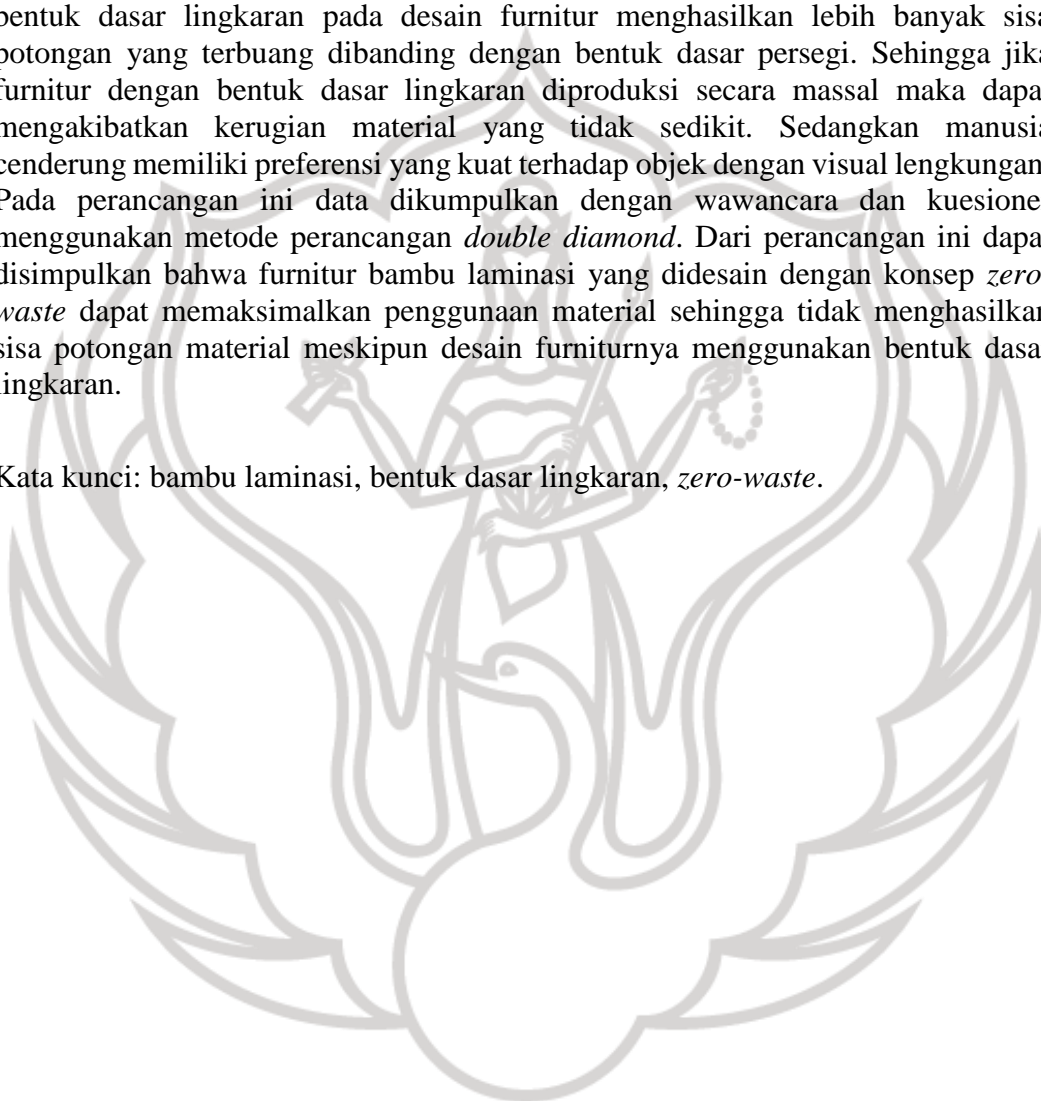 bentuk dasar lingkaran pada desain furnitur menghasilkan lebih banyak sisa
potongan yang terbuang dibanding dengan bentuk dasar persegi. Sehingga jika
furnitur dengan bentuk dasar lingkaran diproduksi secara massal maka dapa
mengakibatkan kerugian material yang tidak sedikit. Sedangkan manusia
cenderung memiliki preferensi yang kuat terhadap objek dengan visual lengkungan
Pada perancangan ini data dikumpulkan dengan wawancara dan kuesione
menggunakan metode perancangan double diamond. Dari perancangan ini dapa
disimpulkan bahwa furnitur bambu laminasi yang didesain dengan konsep zero
waste dapat memaksimalkan penggunaan material sehingga tidak menghasilkan
sisa potongan material meskipun desain furniturnya menggunakan bentuk dasa
lingkaran.
Kata kunci: bambu laminasi, bentuk dasar lingkaran, zero-waste.